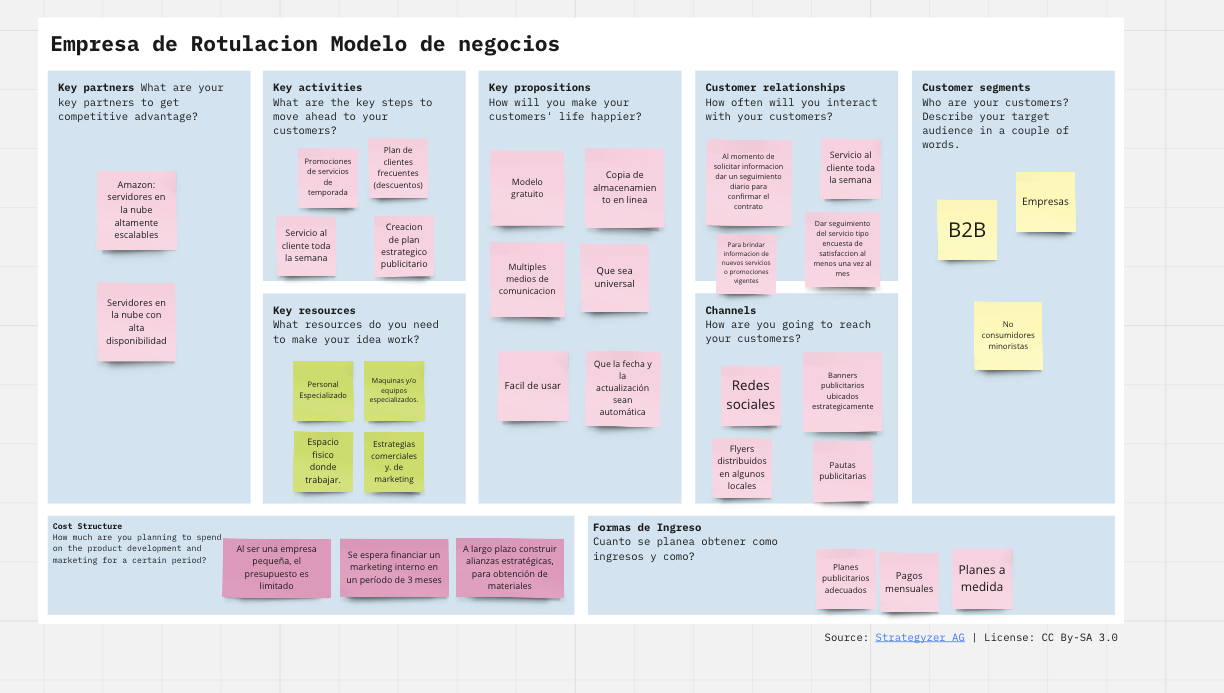 Empresa de Rotulacion Modelo de negocios
Key partners What are your
key partners to get
competitive advantage?
Amazon:
servidores en
la nube
altamente
escalables
Servidores en
la nube con
alta
disponibilidad
Key activities
What are the key steps to
move ahead to your
customers?
Promociones
de servicios
de
temporada
Plan de
clientes
frecuentes
(descuentos)
Servicio al
cliente toda
la semana
Creacion
de plan
estrategico
publicitario
Key resources
What resources do you need
to make your idea work?
Personal
Especializado
Maquinas y/o
equipos
especializados.
Espacio
fisico
donde
trabajar.
Estrategias
comerciales
y. de
marketing
Key propositions
How will you make your
customers' life happier?
Modelo
gratuito
Copia de
almacenamien
to en linea
Multiples
medios de
comunicacion
Que sea
universal
Facil de usar
Que la fecha y
la
actualización
sean
automática
Customer relationships
How often will you interact
with your customers?
Al momento de
solicitar informacion
dar un seguimiento
diario para
confirmar el
contrato
Servicio al
cliente toda
la semana
Para brindar
informacion de
nuevos servicios
o promociones
vigentes
Dar seguimiento
del servicio tipo
encuesta de
satisfaccion al
menos una vez al
mes
Channels
How are you going to reach
your customers?
Redes
sociales
Banners
publicitarios
ubicados
estrategicamente
Flyers
distribuidos
en algunos
locales
Pautas
publicitarias
Customer segments
Who are your customers?
Describe your target
audience in a couple of
words.
B2B
Empresas
No
consumidores
minoristas
Cost Structure
How much are you planning to spend
on the product development and
marketing for a certain period?
Al ser una empresa
pequeña, el
presupuesto es
limitado
Se espera financiar un
marketing interno en
un período de 3 meses
A largo plazo construir
alianzas estratégicas,
para obtención de
materiales
Formas de Ingreso
Cuanto se planea obtener como
ingresos y como?
Planes
publicitarios
adecuados
Pagos
mensuales
Planes a
medida
Source: Strategyzer AG | License: CC By-SA 3.0